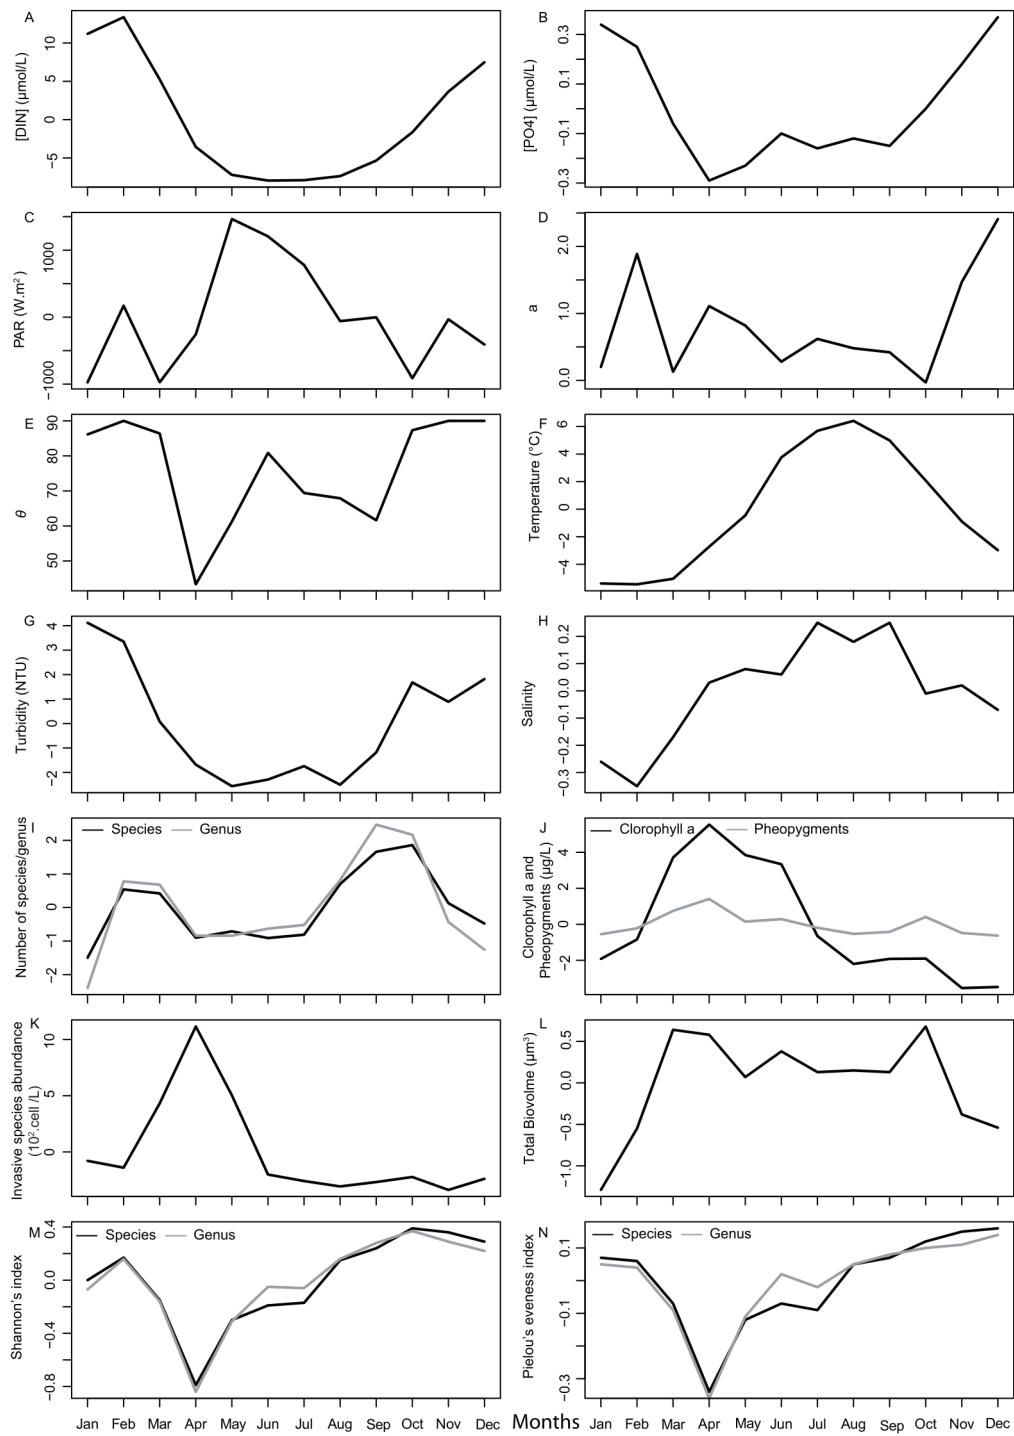 A
[DIN] (µmol/L)
10
5
0
−5
B
[PO4] (µmol/L)
0.3
0.1
−0.1
−0.3
C
PAR (W.m²)
1000
0
−1000
D
a
2.0
1.0
0.0
E
θ
90
80
70
60
50
F
Temperature (°C)
6
4
2
0
−2
−4
G
Turbidity (NTU)
4
3
2
1
0
−1
−2
H
Salinity
0.2
0.1
0.0
−0.1
−0.2
−0.3
I
Species Genus
Number of species/genus
2
1
0
−1
−2
J
Clorophyll a Pheopygments
Clorophyll a and
Pheopygments (µg/L)
4
2
0
−2
K
Invasive species abundance
(10².cell /L)
10
5
0
L
Total Biovolme (µm³)
0.5
0.0
−0.5
−1.0
M
Species Genus
Shannon's index
0.4
0.0
−0.4
−0.8
N
Species Genus
Pielou's eveness index
0.1
−0.1
−0.3
Jan Feb Mar Apr May Jun Jul Aug Sep Oct Nov Dec Months Jan Feb Mar Apr May Jun Jul Aug Sep Oct Nov Dec